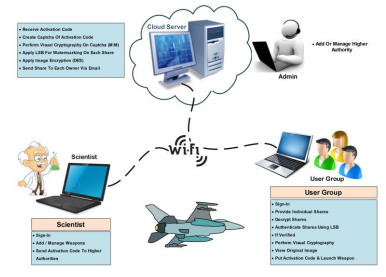 Cloud Server
• Receive Activation Code
• Create Captcha Of Activation Code
• Perform Visual Cryptography On Captcha (M/M)
• Apply LSB For Watermarking On Each Share
• Apply Image Encryption (DES)
• Send Share To Each Owner Via Email
• Add Or Manage Higher
Authority
Admin
Wi-Fi
Scientist
User Group
Scientist
• Sign-In
• Add / Manage Weapons
• Send Activation Code To Higher
Authorities
User Group
• Sign-In
• Provide Individual Shares
• Decrypt Shares
• Authenticate Shares Using LSB
• If Verified
• Perform Visual Cryptography
• View Original Image
• Put Activation Code & Launch Weapon